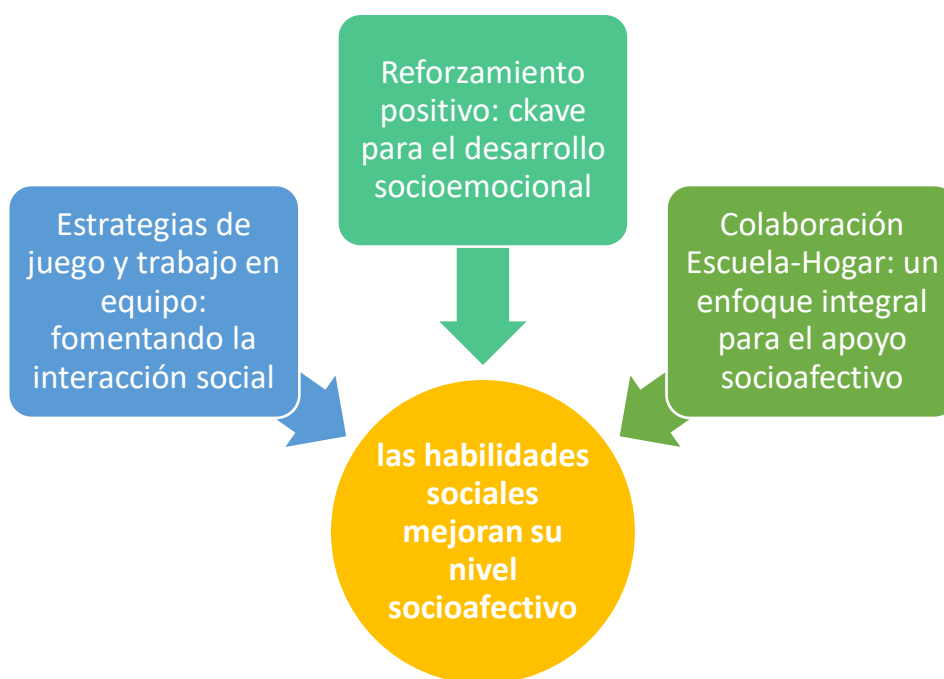 Reforzamiento
positivo: ckave
para el desarrollo
socioemocional
Estrategias de
juego y trabajo en
equipo:
fomentando la
interacción social
Colaboración
Escuela-Hogar: un
enfoque integral
para el apoyo
socioafectivo
las habilidades
sociales
mejoran su
nivel
socioafectivo